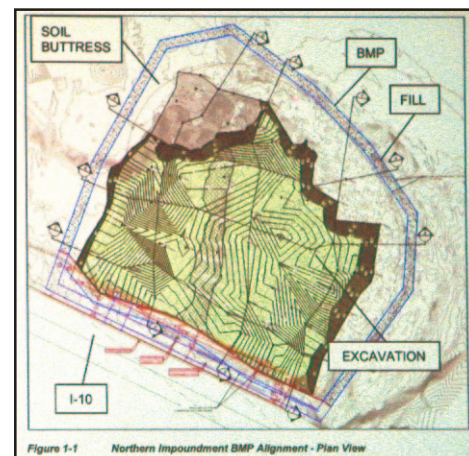 SOIL
BUTTRESS
BMP
FILL
EXCAVATION
I-10
Figure 1-1 Northern Impoundment BMP Alignment - Plan View